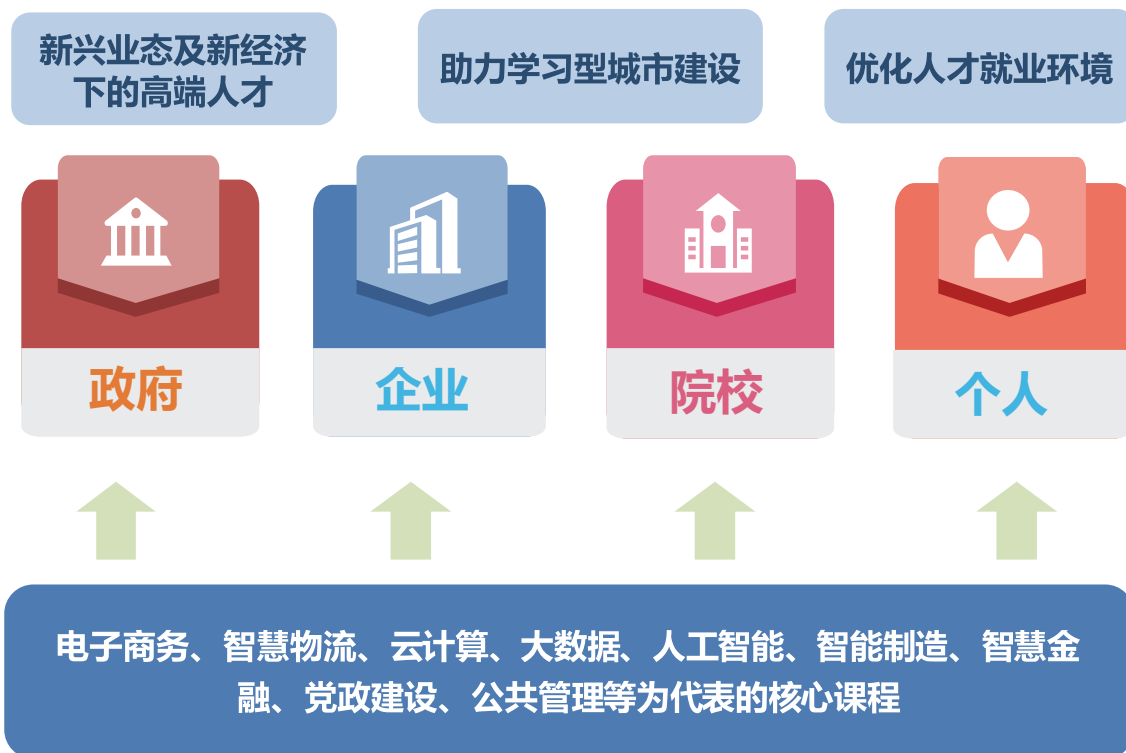 新兴业态及新经济
下的高端人才
助力学习型城市建设
优化人才就业环境
政府
企业
院校
个人
电子商务、智慧物流、云计算、大数据、人工智能、智能制造、智慧金
融、党政建设、公共管理等为代表的核心课程